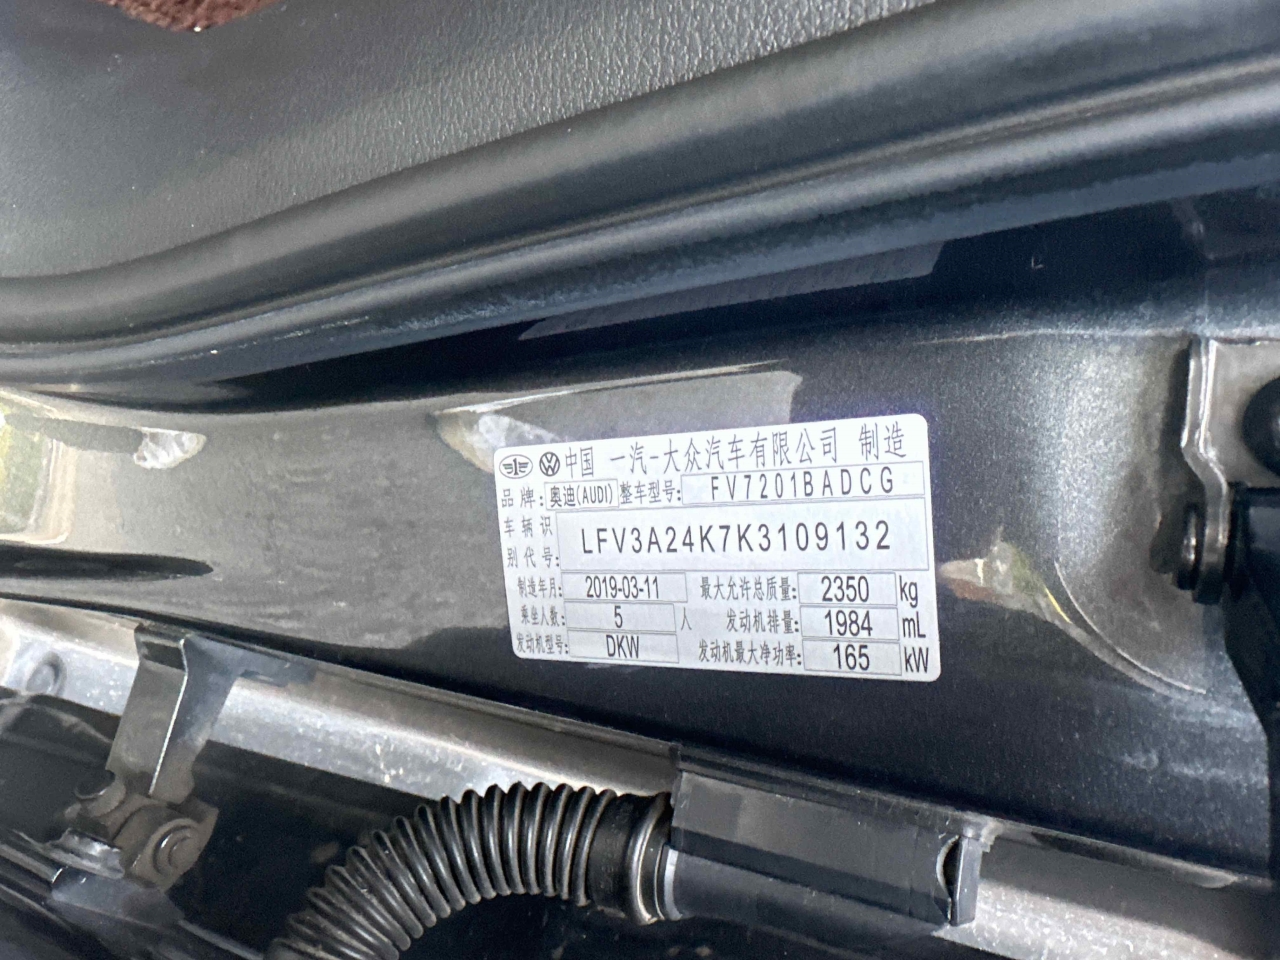 中国 一汽-大众汽车有限公司 制造
品牌: 奥迪(AUDI) 整车型号: FV7201BADCG
车辆识别代号: LFV3A24K7K3109132
制造年月: 2019-03-11 最大允许总质量: 2350 kg
乘坐人数: 5 人 发动机排量: 1984 mL
发动机型号: DKW 发动机最大净功率: 165 kW